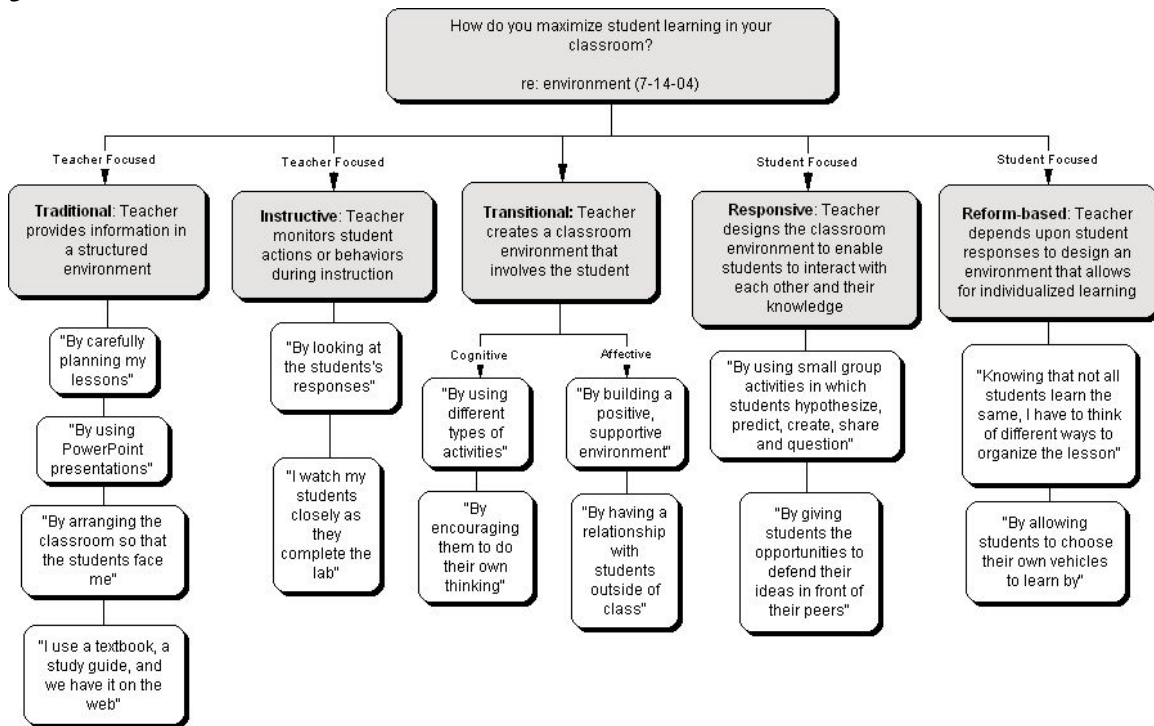 How do you maximize student learning in your
classroom?
re: environment (7-14-04)
Teacher Focused
Traditional: Teacher
provides information in
a structured
environment
"By carefully
planning my
lessons"
"By using
PowerPoint
presentations"
"By arranging the
classroom so that
the students face
me"
"I use a textbook, a
study guide, and
we have it on the
web"
Teacher Focused
Instructive: Teacher
monitors student
actions or behaviors
during instruction
"By looking at
the students's
responses"
"I watch my
students
closely as
they
complete the
lab"
Transitional: Teacher
creates a classroom
environment that
involves the student
Cognitive
"By using
different
types of
activities"
"By
encouraging
them to do
their own
thinking"
Affective
"By building a
positive,
supportive
environment"
"By having a
relationship
with
students
outside of
class"
Student Focused
Responsive: Teacher
designs the classroom
environment to enable
students to interact with
each other and their
knowledge
"By using small group
activities in which
students hypothesize,
predict, create, share
and question"
"By giving
students the
opportunities to
defend their
ideas in front of
their peers"
Student Focused
Reform-based: Teacher
depends upon student
responses to design an
environment that allows
for individualized learning
"Knowing that not all
students learn the
same, I have to think
of different ways to
organize the lesson"
"By allowing
students to choose
their own vehicles
to learn by"